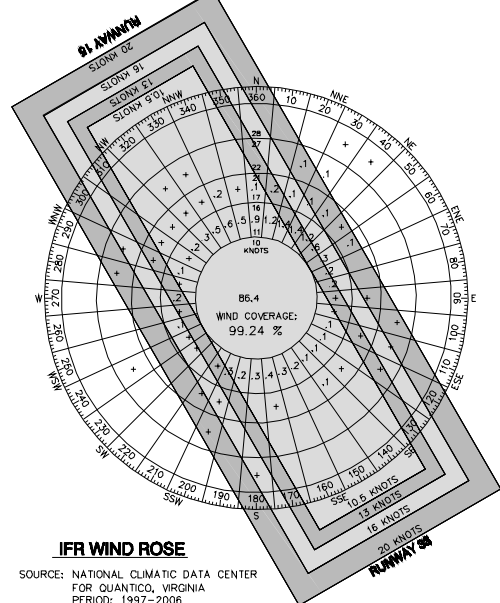 RUNWAY 15
20 KNOTS
16 KNOTS
13 KNOTS
10.5 KNOTS
N
NNE
NE
ENE
E
ESE
SE
SSE
S
SSW
SW
WSW
W
WNW
NW
NNW
360
10
20
30
40
50
60
70
80
90
100
110
120
130
140
150
160
170
180
190
200
210
220
230
240
250
260
270
280
290
300
310
320
330
340
350
28
27
22
21
17
16
11
10
KNOTS
86.4
WIND COVERAGE:
99.24 %
10.5 KNOTS
13 KNOTS
16 KNOTS
20 KNOTS
RUNWAY 33
IFR WIND ROSE
SOURCE: NATIONAL CLIMATIC DATA CENTER
FOR QUANTICO, VIRGINIA
PERIOD: 1997-2006